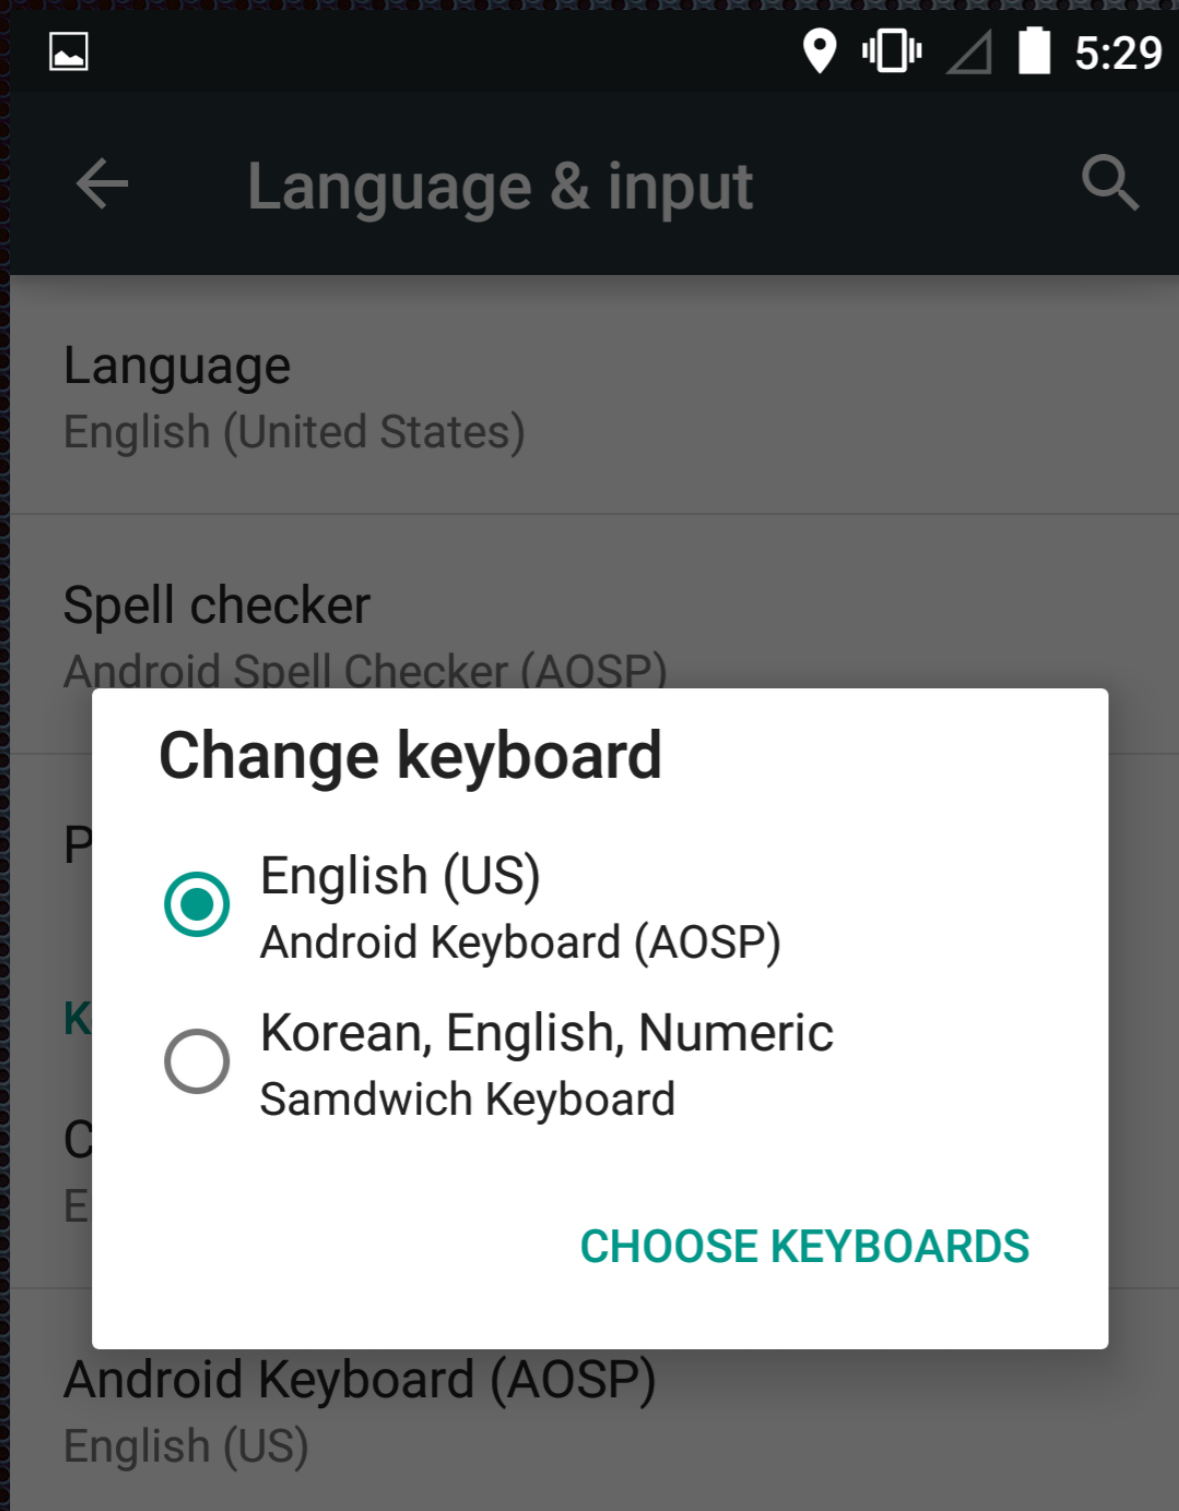 5:29
Language & input
Language
English (United States)
Spell checker
Android Spell Checker (AOSP)
Change keyboard
P
English (US)
Android Keyboard (AOSP)
K
Korean, English, Numeric
Samdwich Keyboard
C
E
CHOOSE KEYBOARDS
Android Keyboard (AOSP)
English (US)